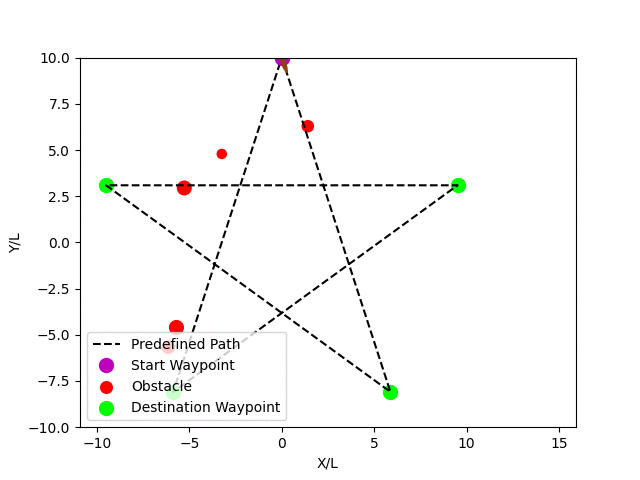 10.0
7.5
5.0
2.5
0.0
−2.5
−5.0
−7.5
−10.0
Y/L
Predefined Path
Start Waypoint
Obstacle
Destination Waypoint
−10
−5
0
5
10
15
X/L